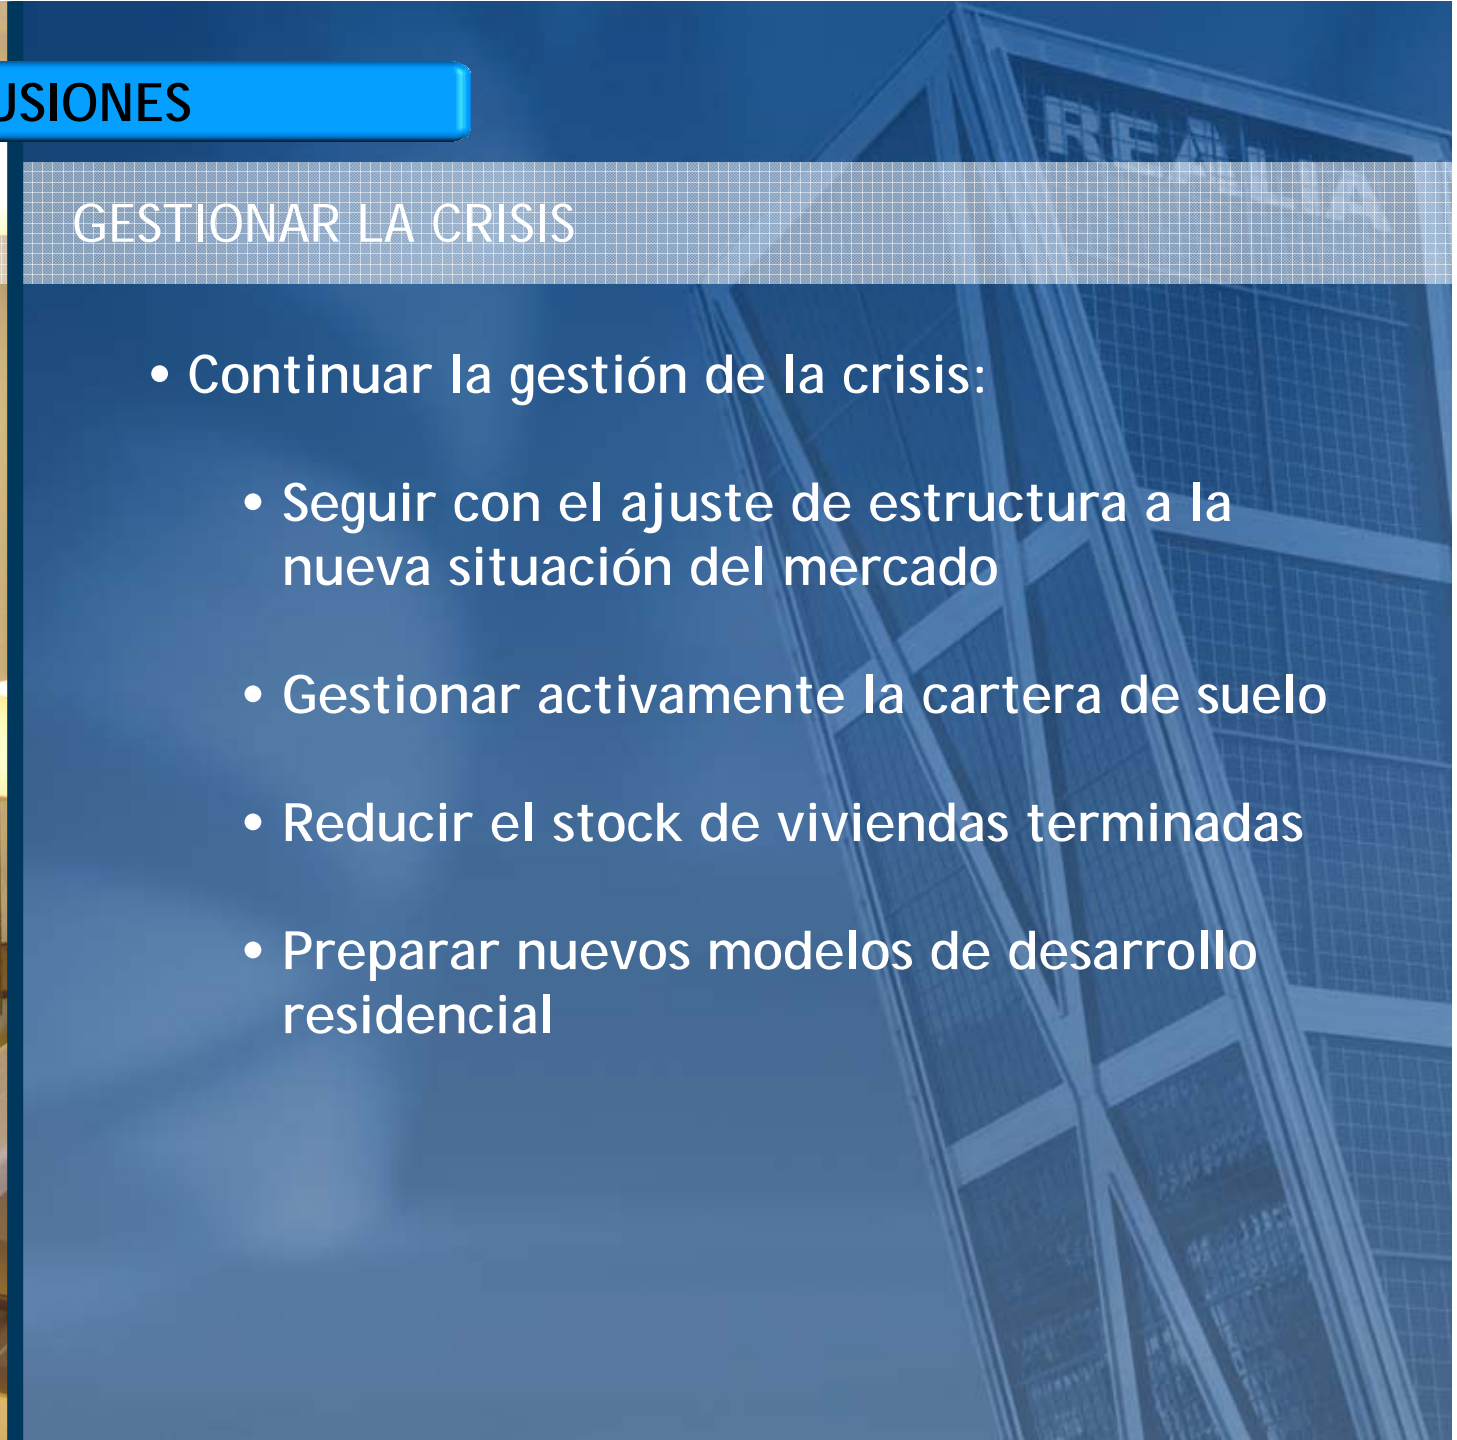 USIONES
REALIA
GESTIONAR LA CRISIS
• Continuar la gestión de la crisis:
• Seguir con el ajuste de estructura a la
nueva situación del mercado
• Gestionar activamente la cartera de suelo
• Reducir el stock de viviendas terminadas
• Preparar nuevos modelos de desarrollo
residencial